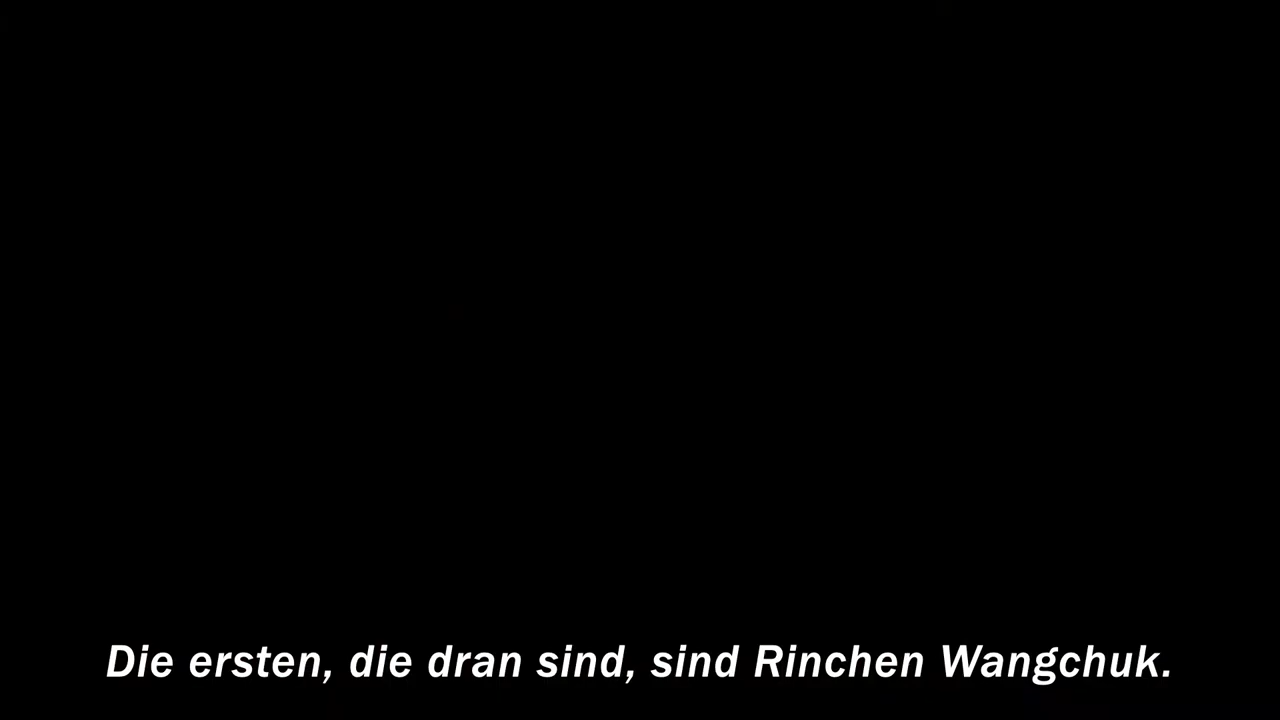 Die ersten, die dran sind, sind Rinchen Wangchuk.